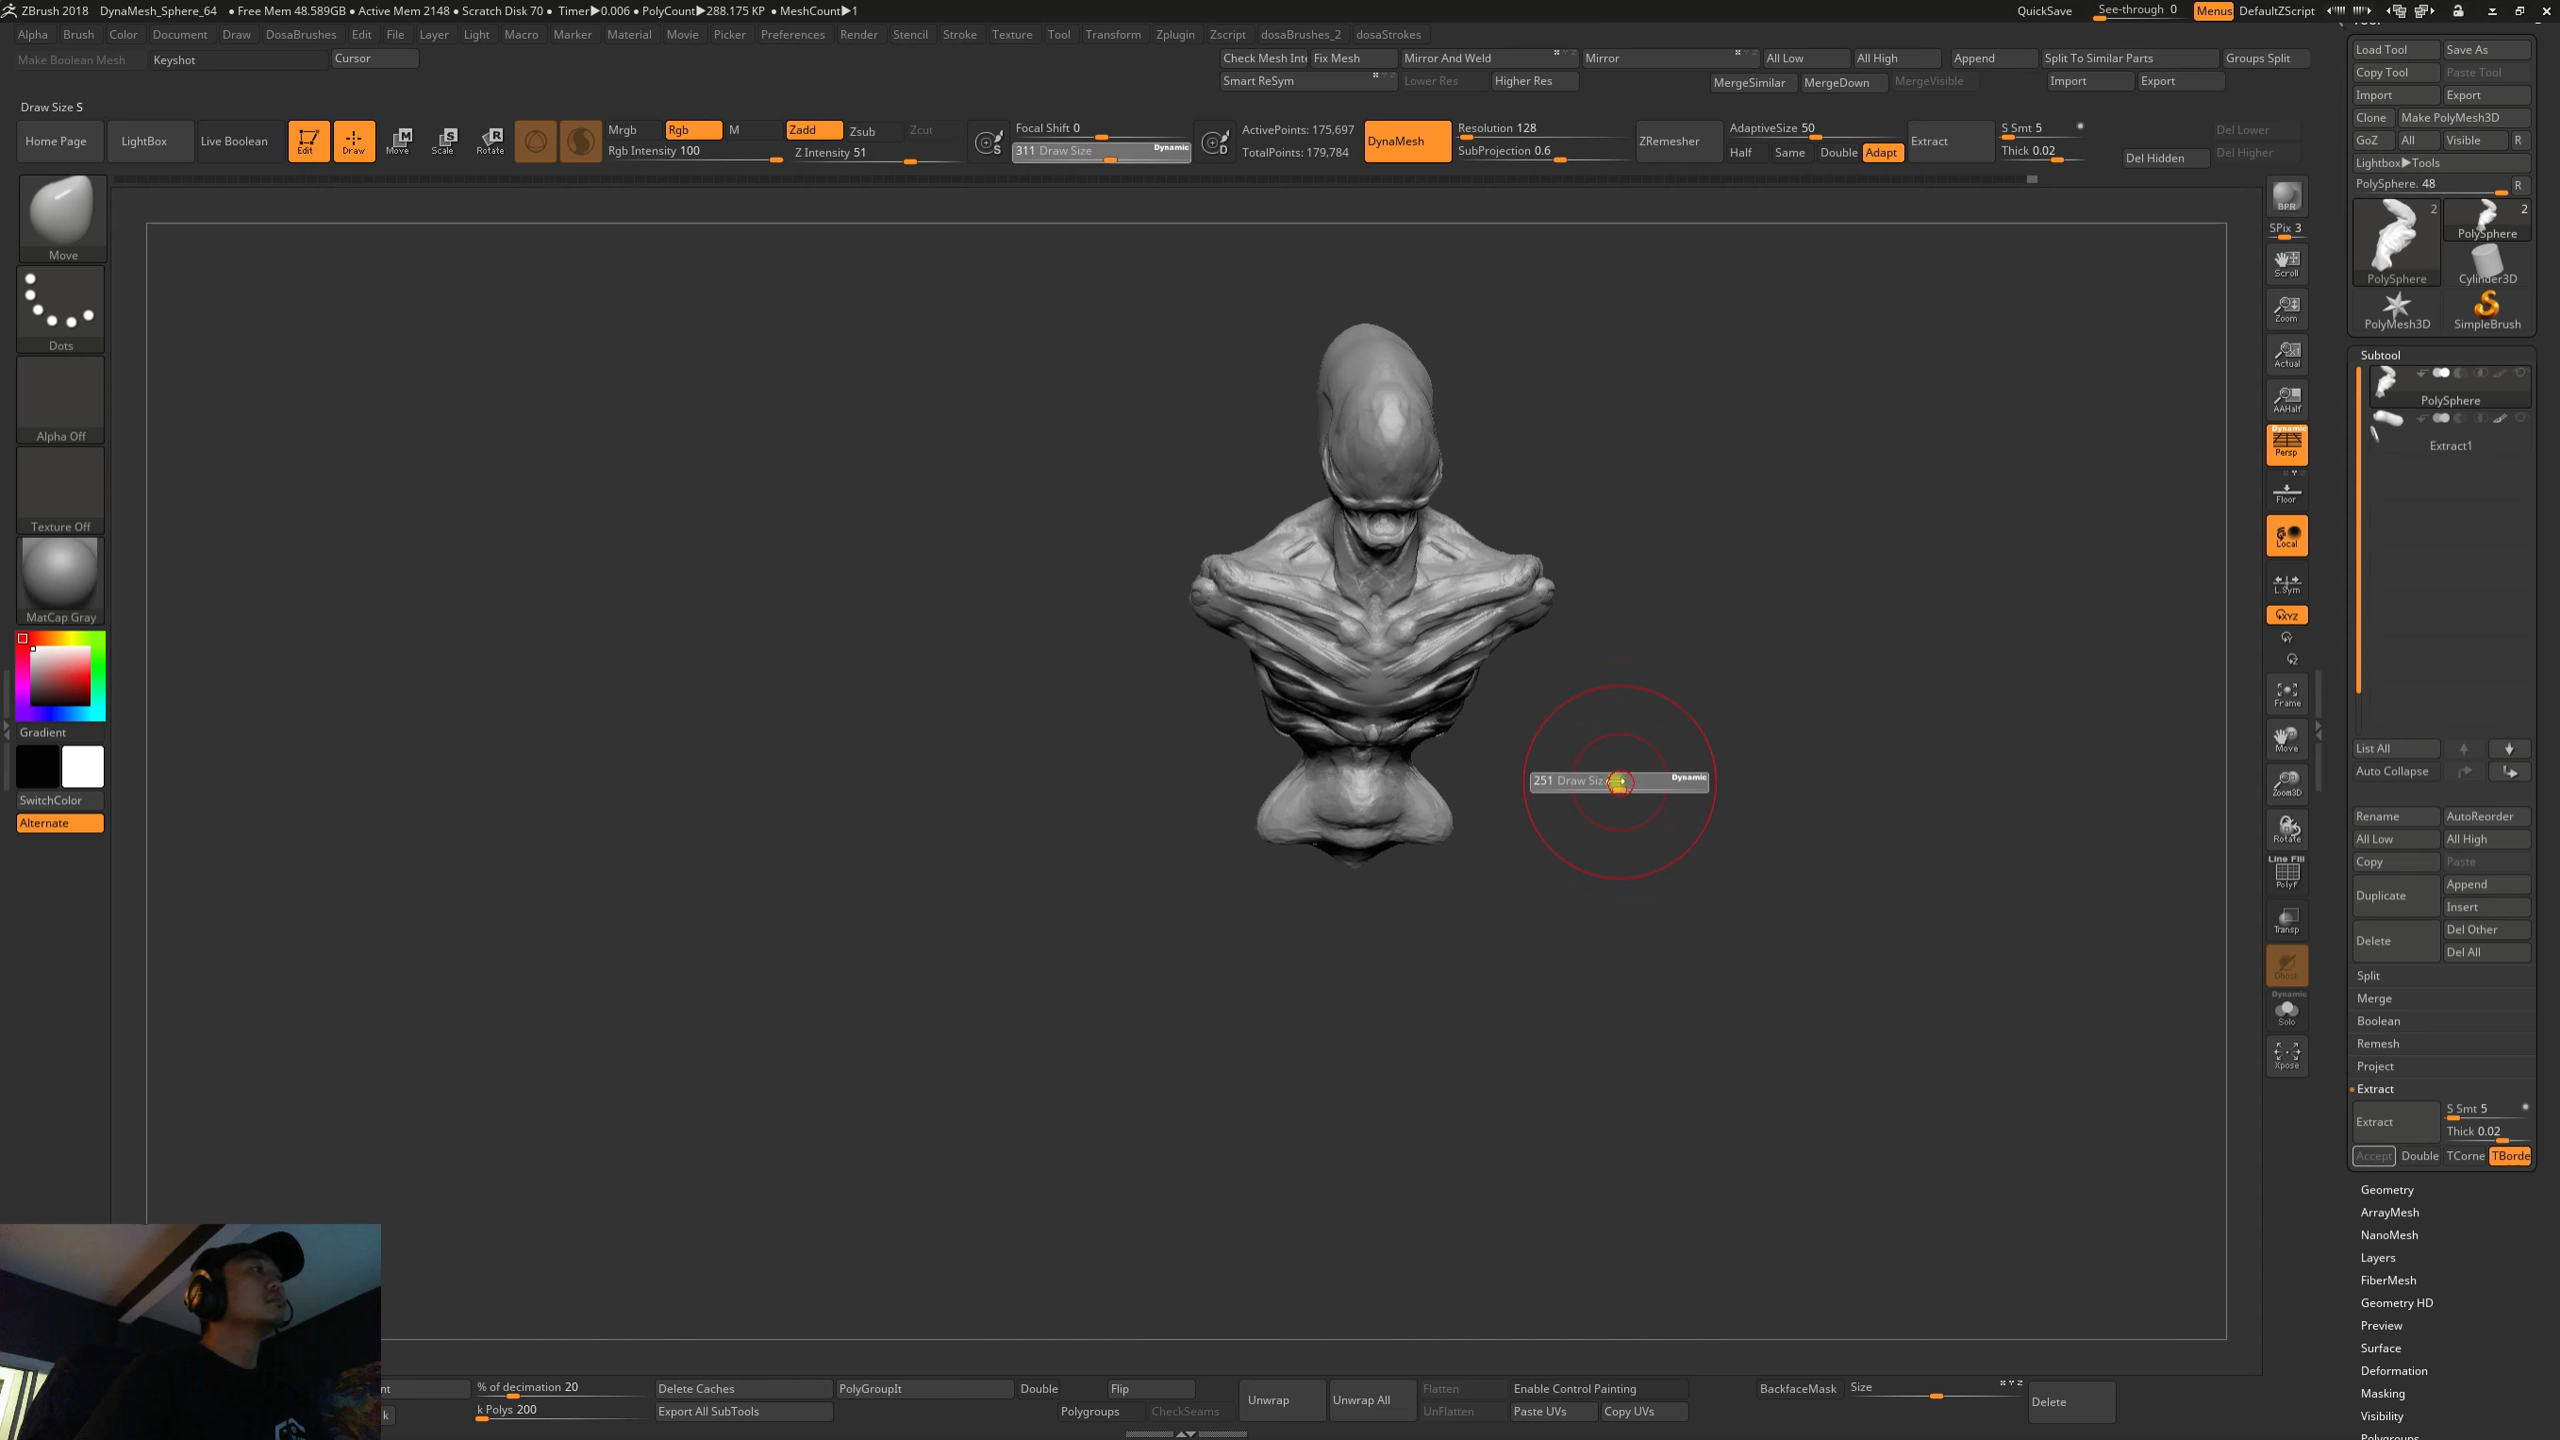 ZBrush 2018 DynaMesh_Sphere_64 • Free Mem 48.589GB • Active Mem 2148 • Scratch Disk 70 • Timer▶0.006 • PolyCount▶288.175 KP • MeshCount▶1 QuickSave See-through 0 Menus DefaultZScript
Alpha Brush Color Document Draw DosaBrushes Edit File Layer Light Macro Marker Material Movie Picker Preferences Render Stencil Stroke Texture Tool Transform Zplugin Zscript dosaBrushes_2 dosaStrokes
Make Boolean Mesh Keyshot Cursor
Check Mesh Int Fix Mesh Mirror And Weld Mirror All Low All High Append Split To Similar Parts Groups Split
Smart ReSym Lower Res Higher Res MergeSimilar MergeDown MergeVisible Import Export
Draw Size S
Home Page LightBox Live Boolean Edit Draw Move Scale Rotate
Mrgb Rgb M Zadd Zsub Zcut
Rgb Intensity 100 Z Intensity 51
Focal Shift 0
311 Draw Size Dynamic
ActivePoints: 175,697
TotalPoints: 179,784
DynaMesh
Resolution 128
SubProjection 0.6
ZRemesher
AdaptiveSize 50
Half Same Double Adapt
Extract
S Smt 5
Thick 0.02
Del Hidden
Del Lower
Del Higher
Move
Dots
Alpha Off
Texture Off
MatCap Gray
Gradient
SwitchColor
Alternate
251 Draw Siz Dynamic
BPR
SPix 3
Scroll
Zoom
Actual
AAHalf
Dynamic
Persp
Floor
Local
L.Sym
XYZ
Frame
Move
Zoom3D
Rotate
Line Fill
PolyF
Transp
Ghost
Dynamic
Solo
Xpose
Load Tool Save As
Copy Tool Paste Tool
Import Export
Clone Make PolyMesh3D
GoZ All Visible R
Lightbox▶Tools
PolySphere. 48 R
2 2
PolySphere
PolySphere Cylinder3D
PolyMesh3D SimpleBrush
Subtool
PolySphere
Extract1
List All
Auto Collapse
Rename AutoReorder
All Low All High
Copy Paste
Duplicate Append
Insert
Delete Del Other
Del All
Split
Merge
Boolean
Remesh
Project
Extract
Extract S Smt 5
Thick 0.02
Accept Double TCorne TBorde
Geometry
ArrayMesh
NanoMesh
Layers
FiberMesh
Geometry HD
Preview
Surface
Deformation
Masking
Visibility
Polygroups
nt % of decimation 20 Delete Caches PolyGroupIt Double Flip Unwrap Unwrap All Flatten Enable Control Painting BackfaceMask Size Delete
k k Polys 200 Export All SubTools Polygroups CheckSeams UnFlatten Paste UVs Copy UVs